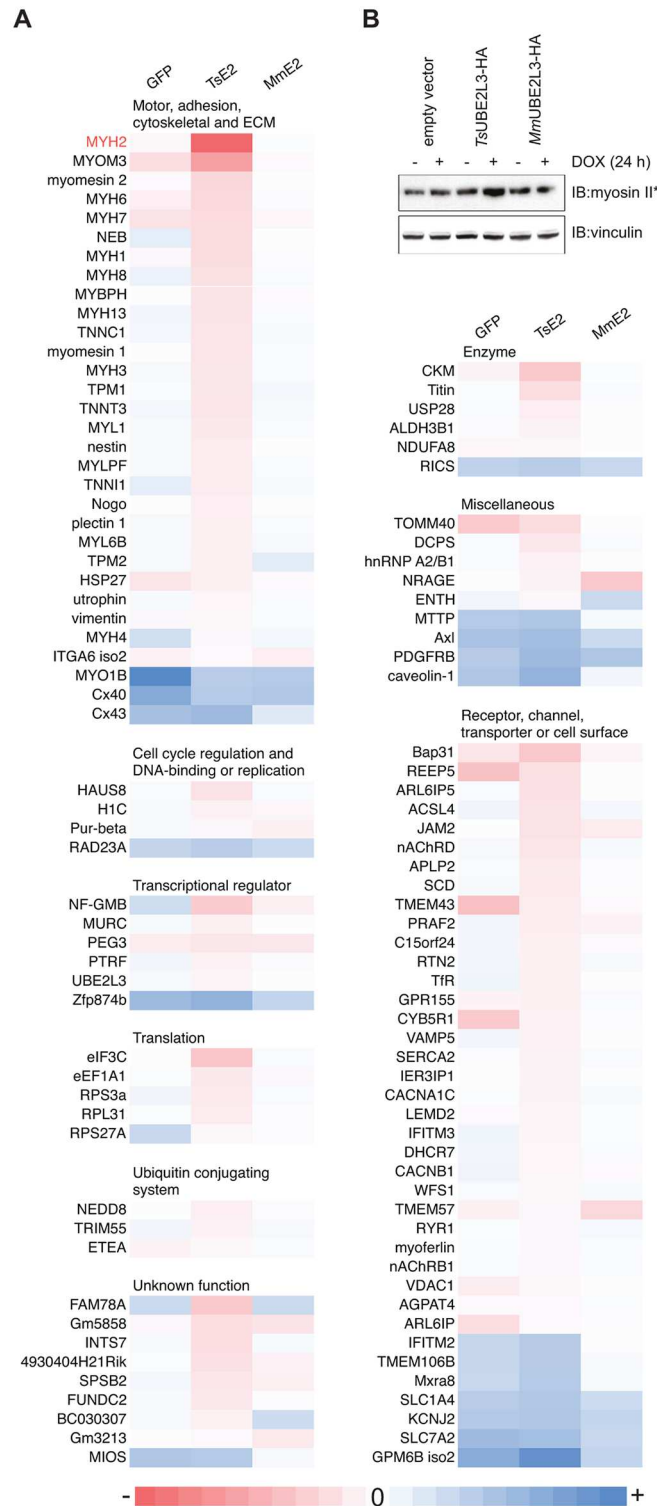 A
GFP TsE2 MmE2
Motor, adhesion,
cytoskeletal and ECM
MYH2
MYOM3
myomesin 2
MYH6
MYH7
NEB
MYH1
MYH8
MYBPH
MYH13
TNNC1
myomesin 1
MYH3
TPM1
TNNT3
MYL1
nestin
MYLPF
TNNI1
Nogo
plectin 1
MYL6B
TPM2
HSP27
utrophin
vimentin
MYH4
ITGA6 iso2
MYO1B
Cx40
Cx43
Cell cycle regulation and
DNA-binding or replication
HAUS8
H1C
Pur-beta
RAD23A
Transcriptional regulator
NF-GMB
MURC
PEG3
PTRF
UBE2L3
Zfp874b
Translation
eIF3C
eEF1A1
RPS3a
RPL31
RPS27A
Ubiquitin conjugating
system
NEDD8
TRIM55
ETEA
Unknown function
FAM78A
Gm5858
INTS7
4930404H21Rik
SPSB2
FUNDC2
BC030307
Gm3213
MIOS
B
empty vector
TsUBE2L3-HA
MmUBE2L3-HA
- + - + - + DOX (24 h)
IB:myosin II*
IB:vinculin
GFP TsE2 MmE2
Enzyme
CKM
Titin
USP28
ALDH3B1
NDUFA8
RICS
Miscellaneous
TOMM40
DCPS
hnRNP A2/B1
NRAGE
ENTH
MTTP
Axl
PDGFRB
caveolin-1
Receptor, channel,
transporter or cell surface
Bap31
REEP5
ARL6IP5
ACSL4
JAM2
nAChRD
APLP2
SCD
TMEM43
PRAF2
C15orf24
RTN2
TfR
GPR155
CYB5R1
VAMP5
SERCA2
IER3IP1
CACNA1C
LEMD2
IFITM3
DHCR7
CACNB1
WFS1
TMEM57
RYR1
myoferlin
nAChRB1
VDAC1
AGPAT4
ARL6IP
IFITM2
TMEM106B
Mxra8
SLC1A4
KCNJ2
SLC7A2
GPM6B iso2
- 0 +